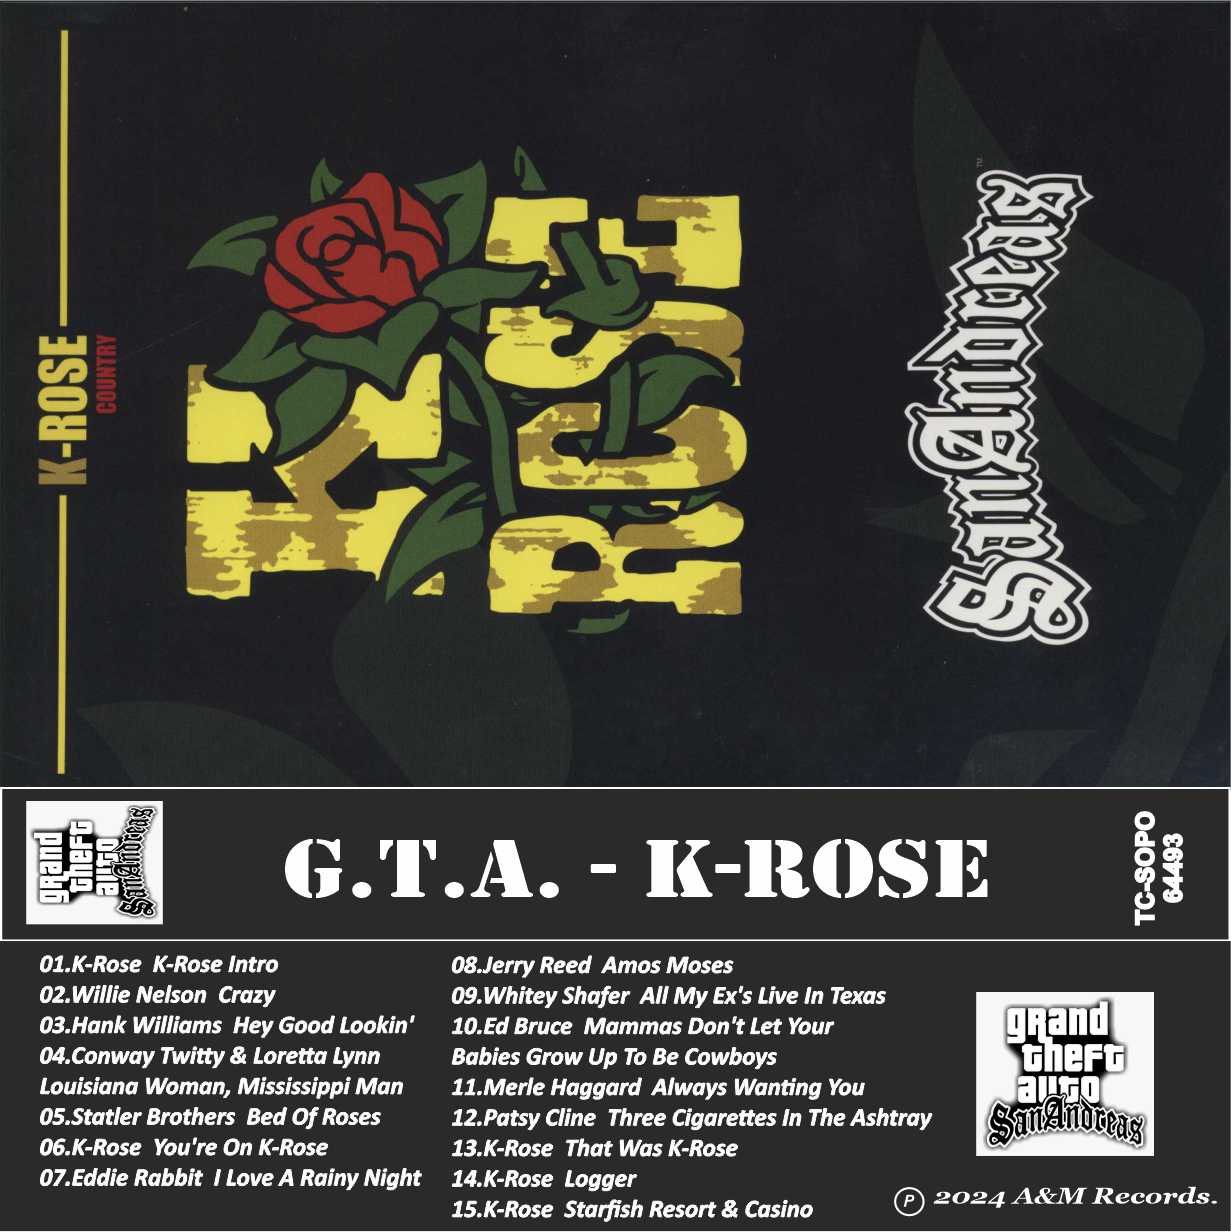 K-ROSE
COUNTRY
K
ROSE
San Andreas
TM
grand
theft
auto
San Andreas
G.T.A. - K-ROSE
TC-SOPO
64493
01.K-Rose K-Rose Intro
02.Willie Nelson Crazy
03.Hank Williams Hey Good Lookin'
04.Conway Twitty & Loretta Lynn
Louisiana Woman, Mississippi Man
05.Statler Brothers Bed Of Roses
06.K-Rose You're On K-Rose
07.Eddie Rabbit I Love A Rainy Night
08.Jerry Reed Amos Moses
09.Whitey Shafer All My Ex's Live In Texas
10.Ed Bruce Mammas Don't Let Your
Babies Grow Up To Be Cowboys
11.Merle Haggard Always Wanting You
12.Patsy Cline Three Cigarettes In The Ashtray
13.K-Rose That Was K-Rose
14.K-Rose Logger
15.K-Rose Starfish Resort & Casino
grand
theft
auto
San Andreas
℗ 2024 A&M Records.